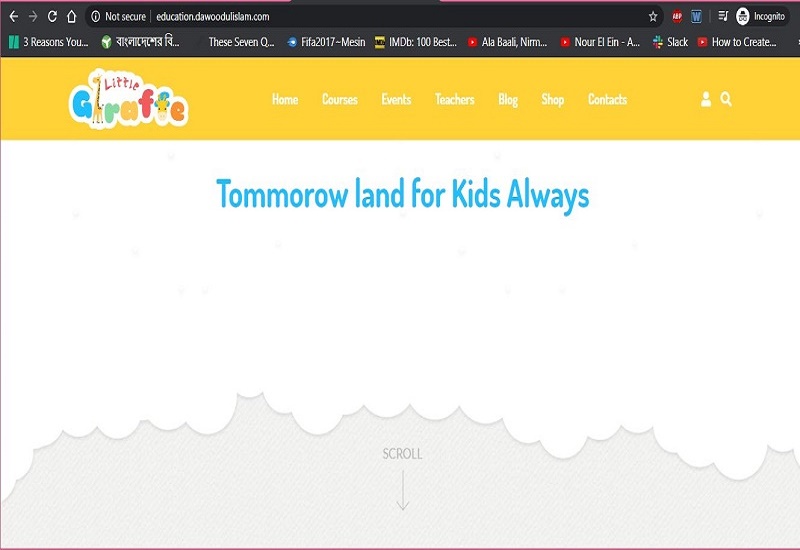 Not secure education.dawoodulislam.com ABP W Incognito
3 Reasons You... বাংলাদেশের বি... These Seven Q... Fifa2017~Mesin IMDb: 100 Best... Ala Baali, Nirm... Nour El Ein - A... Slack How to Create...
Little
Giraffe
Home Courses Events Teachers Blog Shop Contacts
Tommorow land for Kids Always
SCROLL